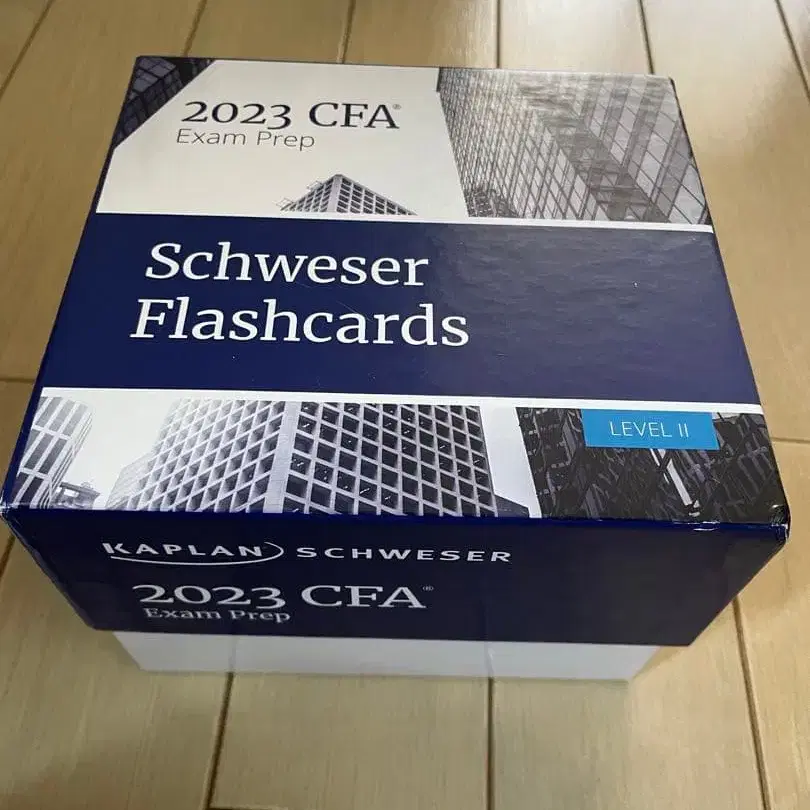 2023 CFA®
Exam Prep
Schweser
Flashcards
LEVEL II
KAPLAN SCHWESER
2023 CFA®
Exam Prep